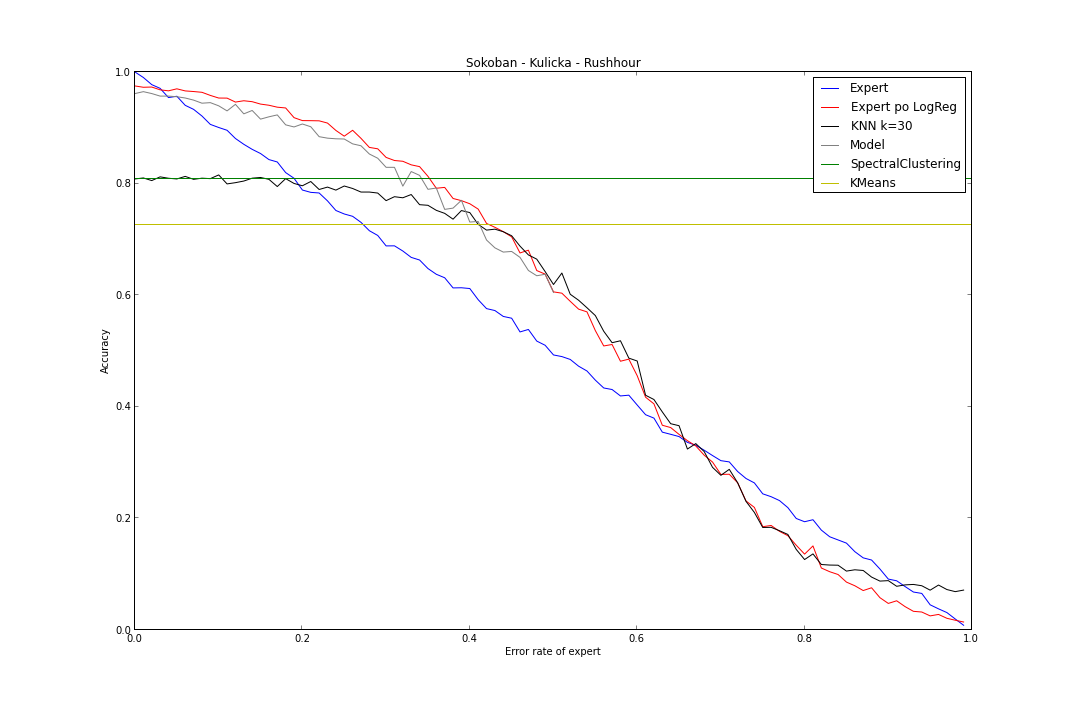 Sokoban - Kulicka - Rushhour
Expert
Expert po LogReg
KNN k=30
Model
SpectralClustering
KMeans
1.0
0.8
0.6
0.4
0.2
0.0
Accuracy
0.0 0.2 0.4 0.6 0.8 1.0
Error rate of expert